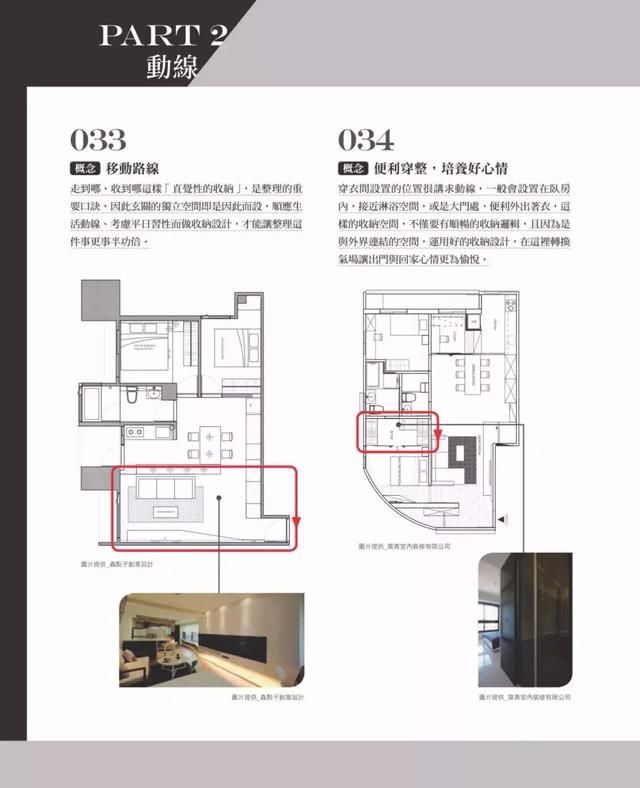 PART 2
動線
033
概念 移動路線
走到哪、收到哪這樣「直覺性的收納」，是整理的重
要口訣，因此玄關的獨立空間即是因此而設，順應生
活動線、考慮平日習性而做收納設計，才能讓整理這
件事更事半功倍。
圖片提供_蟲點子創意設計
圖片提供_蟲點子創意設計
034
概念 便利穿整，培養好心情
穿衣間設置的位置很講求動線，一般會設置在臥房
內，接近淋浴空間，或是大門處，便利外出著衣，這
樣的收納空間，不僅要有順暢的收納邏輯，且因為是
與外界連結的空間，運用好的收納設計，在這裡轉換
氣場讓出門與回家心情更為愉悅。
圖片提供_築青室內裝修有限公司
圖片提供_築青室內裝修有限公司